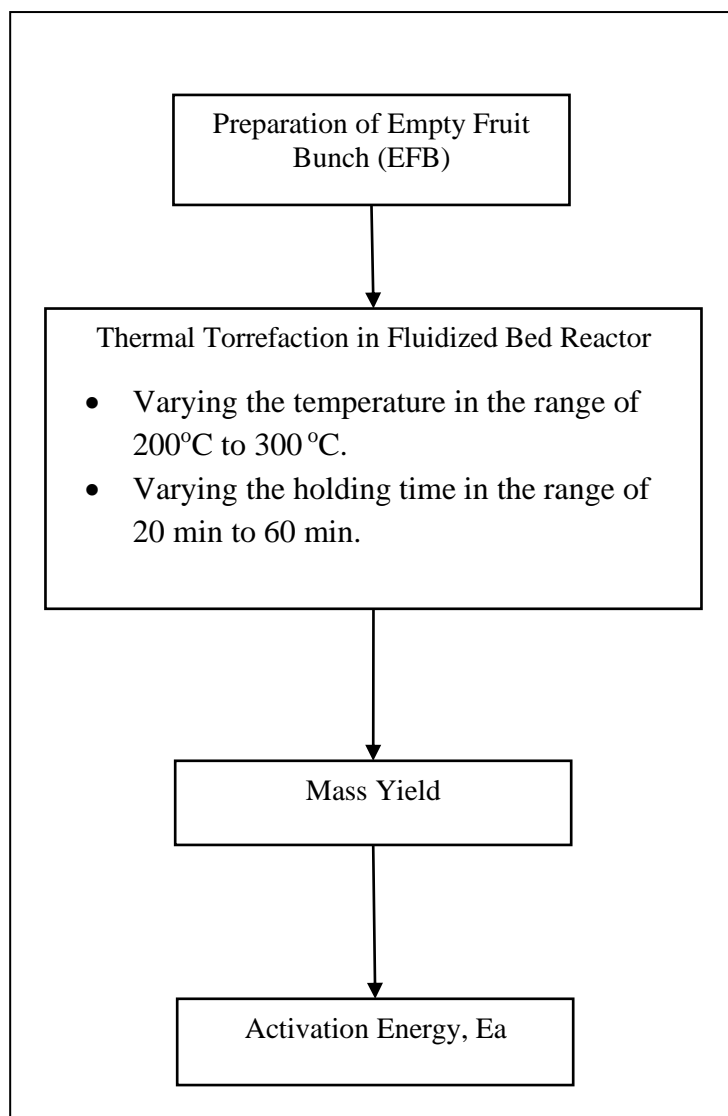 Preparation of Empty Fruit
Bunch (EFB)
Thermal Torrefaction in Fluidized Bed Reactor
• Varying the temperature in the range of
200°C to 300 °C.
• Varying the holding time in the range of
20 min to 60 min.
Mass Yield
Activation Energy, Ea